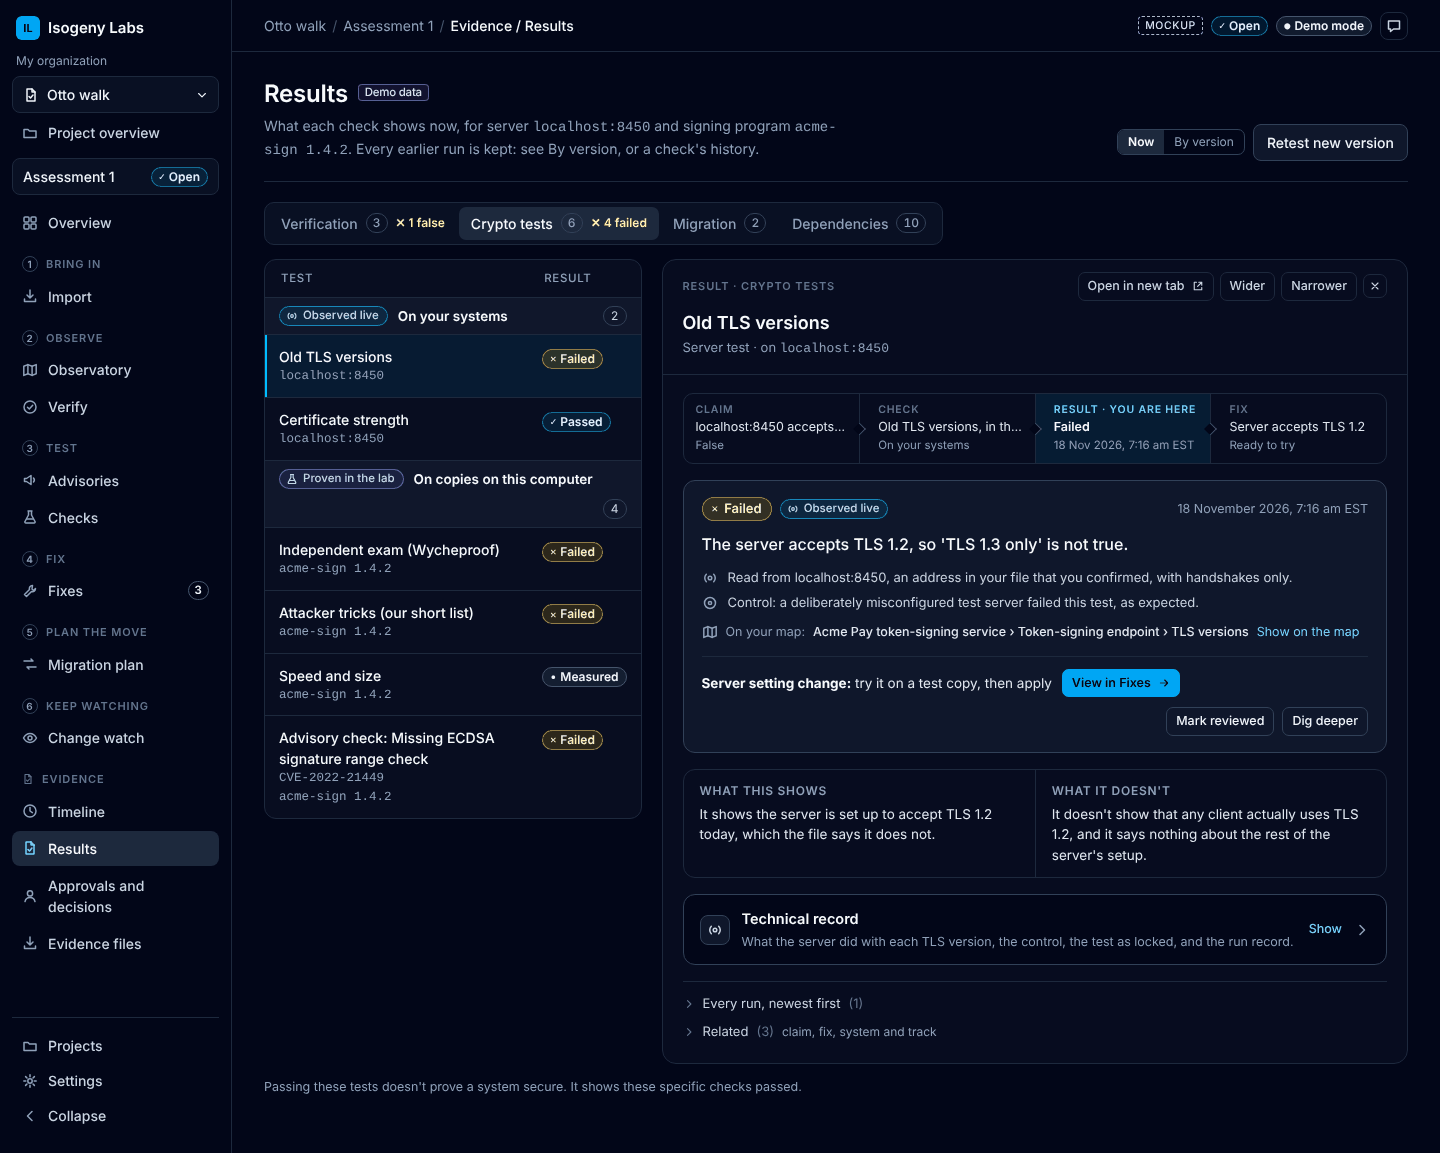 IL Isogeny Labs
My organization
Otto walk
Project overview
Assessment 1 ✓ Open
Overview
1 BRING IN
Import
2 OBSERVE
Observatory
Verify
3 TEST
Advisories
Checks
4 FIX
Fixes 3
5 PLAN THE MOVE
Migration plan
6 KEEP WATCHING
Change watch
EVIDENCE
Timeline
Results
Approvals and
decisions
Evidence files
Projects
Settings
Collapse
Otto walk / Assessment 1 / Evidence / Results
MOCKUP ✓ Open ● Demo mode
Results Demo data
What each check shows now, for server localhost:8450 and signing program acme-
sign 1.4.2. Every earlier run is kept: see By version, or a check's history.
Now By version Retest new version
Verification 3 ✕ 1 false Crypto tests 6 ✕ 4 failed Migration 2 Dependencies 10
TEST RESULT
Observed live On your systems 2
Old TLS versions × Failed
localhost:8450
Certificate strength ✓ Passed
localhost:8450
Proven in the lab On copies on this computer
4
Independent exam (Wycheproof) × Failed
acme-sign 1.4.2
Attacker tricks (our short list) × Failed
acme-sign 1.4.2
Speed and size • Measured
acme-sign 1.4.2
Advisory check: Missing ECDSA × Failed
signature range check
CVE-2022-21449
acme-sign 1.4.2
RESULT · CRYPTO TESTS Open in new tab Wider Narrower ✕
Old TLS versions
Server test · on localhost:8450
CLAIM
localhost:8450 accepts...
False
CHECK
Old TLS versions, in th...
On your systems
RESULT · YOU ARE HERE
Failed
18 Nov 2026, 7:16 am EST
FIX
Server accepts TLS 1.2
Ready to try
× Failed Observed live 18 November 2026, 7:16 am EST
The server accepts TLS 1.2, so 'TLS 1.3 only' is not true.
Read from localhost:8450, an address in your file that you confirmed, with handshakes only.
Control: a deliberately misconfigured test server failed this test, as expected.
On your map: Acme Pay token-signing service › Token-signing endpoint › TLS versions Show on the map
Server setting change: try it on a test copy, then apply View in Fixes →
Mark reviewed Dig deeper
WHAT THIS SHOWS
It shows the server is set up to accept TLS 1.2
today, which the file says it does not.
WHAT IT DOESN'T
It doesn't show that any client actually uses TLS
1.2, and it says nothing about the rest of the
server's setup.
Technical record
What the server did with each TLS version, the control, the test as locked, and the run record. Show
Every run, newest first (1)
Related (3) claim, fix, system and track
Passing these tests doesn't prove a system secure. It shows these specific checks passed.